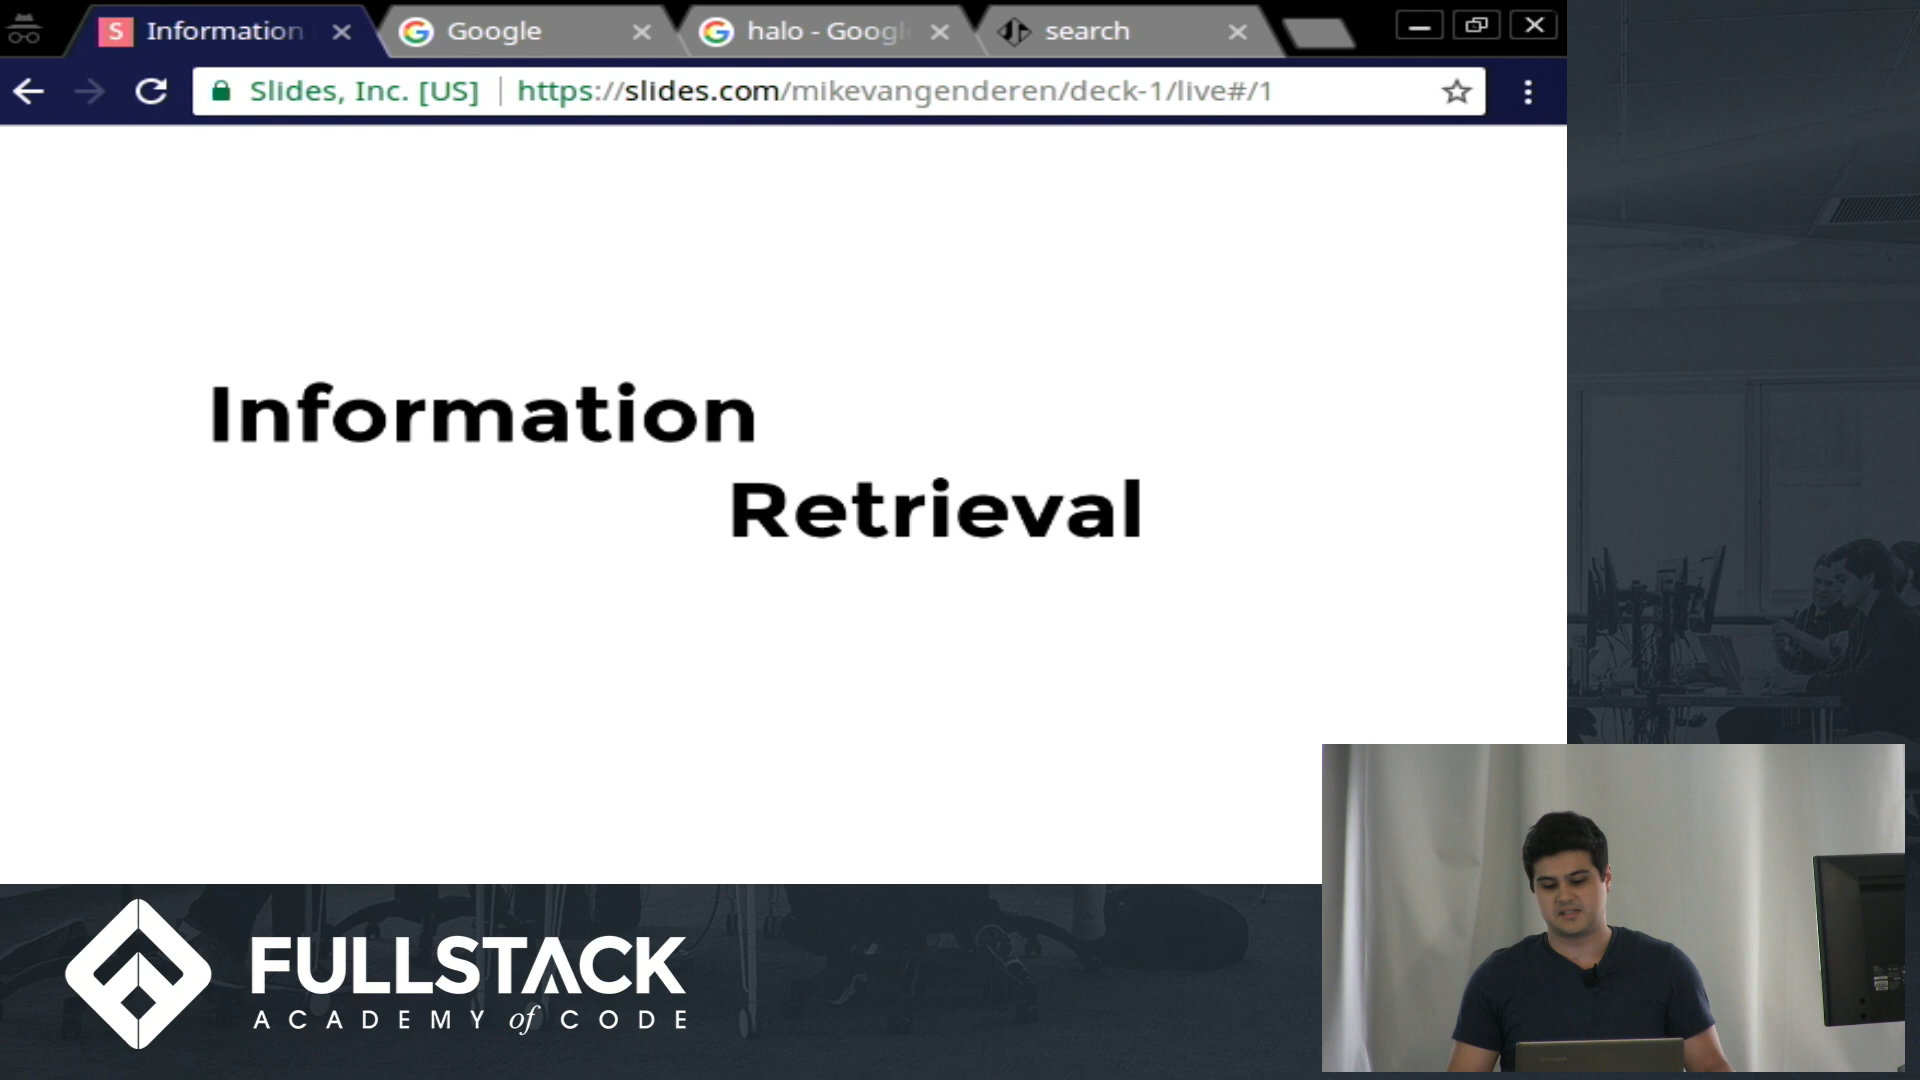 Information
Google
halo - Googl
search
Slides, Inc. [US] | https://slides.com/mikevangenderen/deck-1/live#/1
Information
Retrieval
FULLSTACK
ACADEMY of CODE